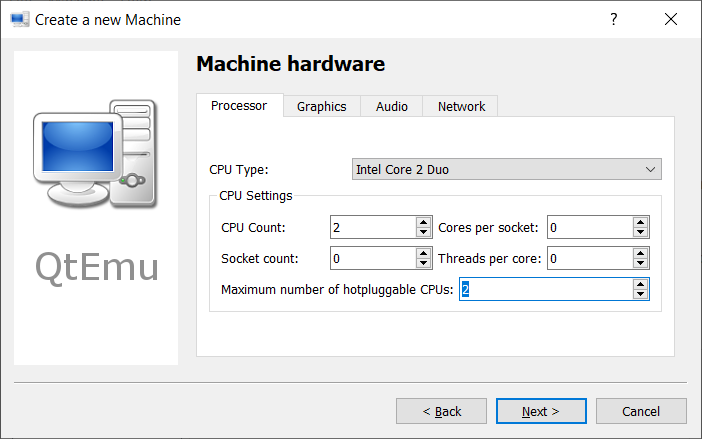 Create a new Machine
QtEmu
Machine hardware
Processor Graphics Audio Network
CPU Type: Intel Core 2 Duo
CPU Settings
CPU Count: 2 Cores per socket: 0
Socket count: 0 Threads per core: 0
Maximum number of hotpluggable CPUs: 2
< Back Next > Cancel